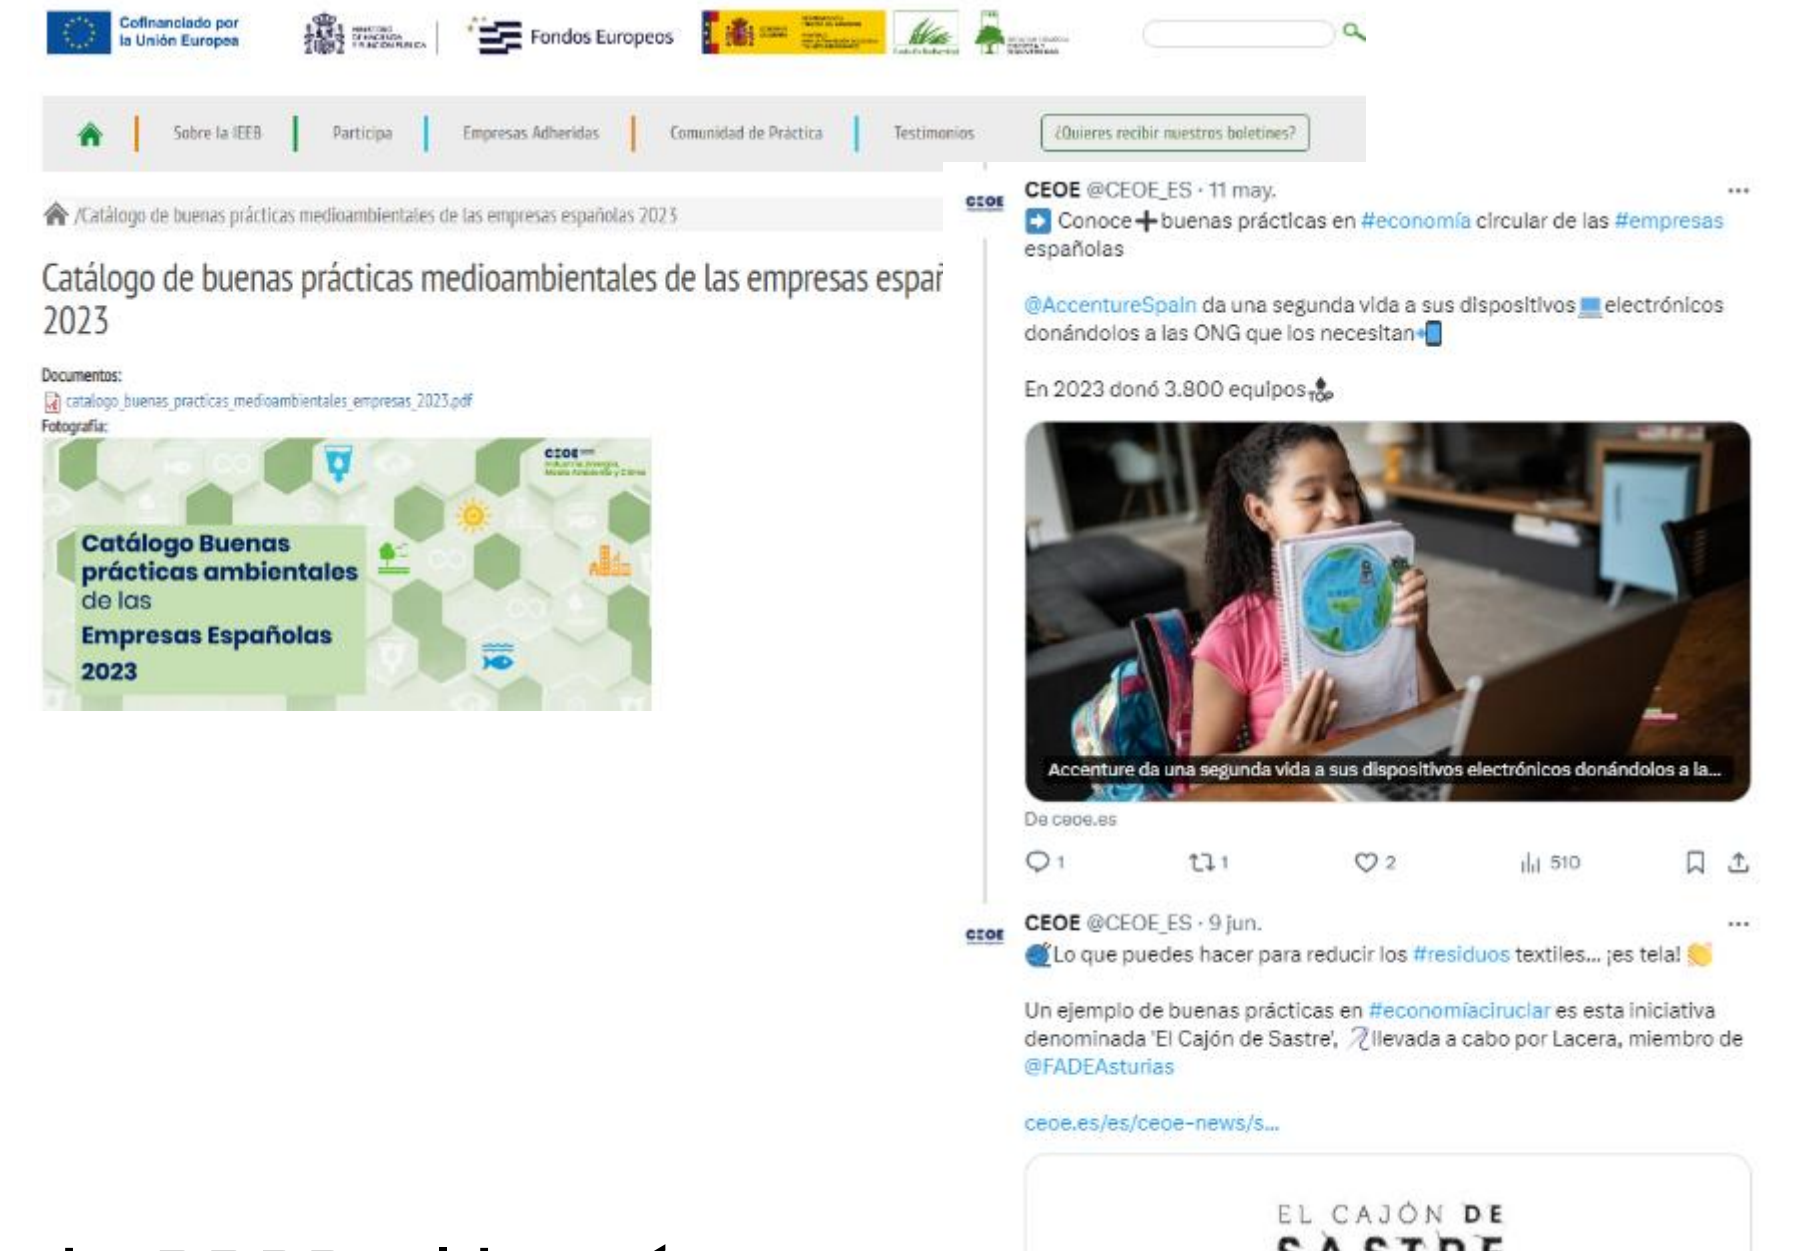 Cofinanciado por
la Unión Europea
Fondos Europeos
Sobre la IEEB
Participa
Empresas Adheridas
Comunidad de Práctica
Testimonios
¿Quieres recibir nuestros boletines?
/Catálogo de buenas prácticas medioambientales de las empresas españolas 2023
Catálogo de buenas prácticas medioambientales de las empresas españ
2023
Documentos:
catalogo_buenas_practicas_medioambientales_empresas_2023.pdf
Fotografía:
CEOE
Industria, Energía,
Medio Ambiente y Clima
Catálogo Buenas
prácticas ambientales
de las
Empresas Españolas
2023
CEOE
CEOE @CEOE_ES · 11 may.
Conoce buenas prácticas en #economía circular de las #empresas
españolas
@AccentureSpain da una segunda vida a sus dispositivos electrónicos
donándolos a las ONG que los necesitan
En 2023 donó 3.800 equipos TOP
Accenture da una segunda vida a sus dispositivos electrónicos donándolos a la...
De ceoe.es
1
1
2
510
CEOE
CEOE @CEOE_ES · 9 jun.
Lo que puedes hacer para reducir los #residuos textiles... ¡es tela!
Un ejemplo de buenas prácticas en #economíaciruclar es esta iniciativa
denominada 'El Cajón de Sastre', llevada a cabo por Lacera, miembro de
@FADEAsturias
ceoe.es/es/ceoe-news/s...
EL CAJÓN DE
SASTRE